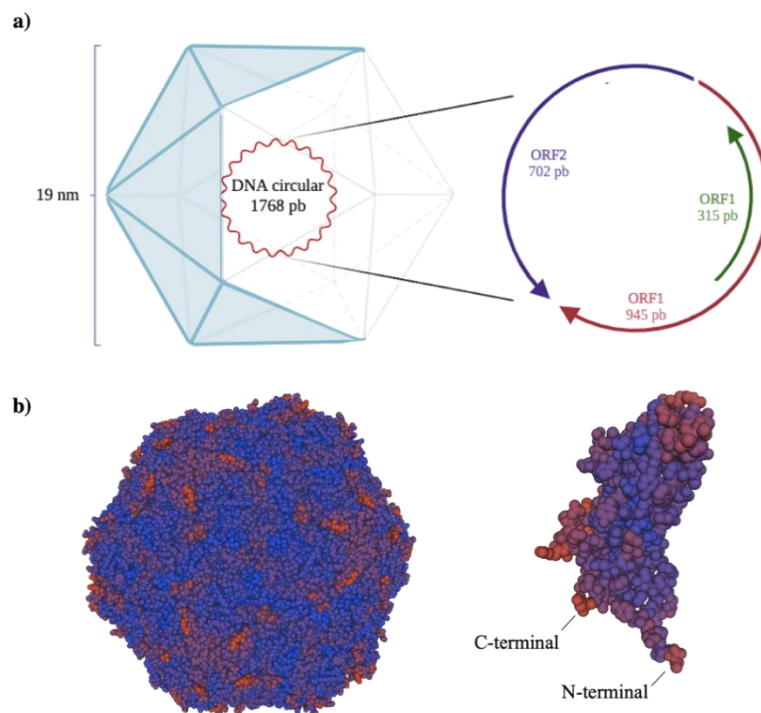 a)
19 nm
DNA circular
1768 pb
ORF2
702 pb
ORF1
315 pb
ORF1
945 pb
b)
C-terminal
N-terminal